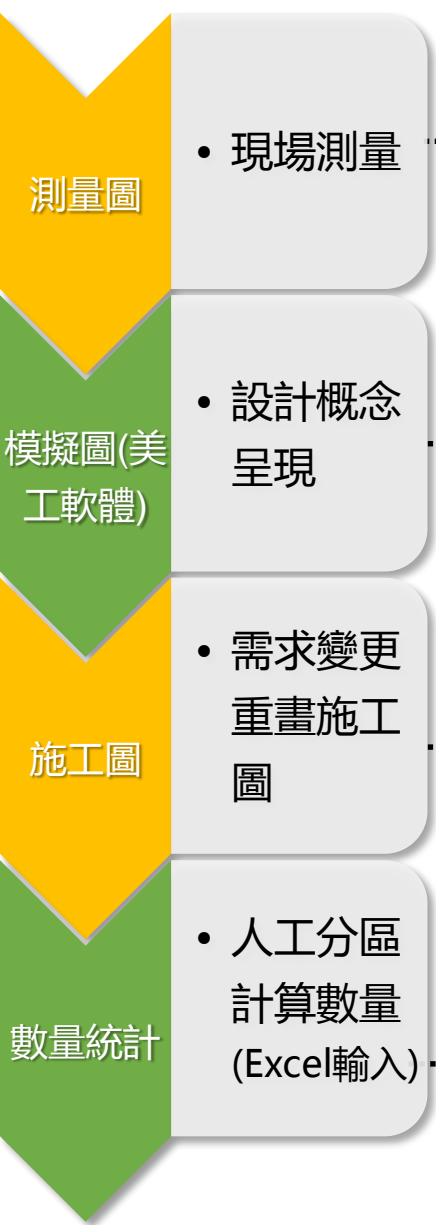 測量圖
• 現場測量
模擬圖(美
工軟體)
• 設計概念
呈現
施工圖
• 需求變更
重畫施工
圖
數量統計
• 人工分區
計算數量
(Excel輸入)